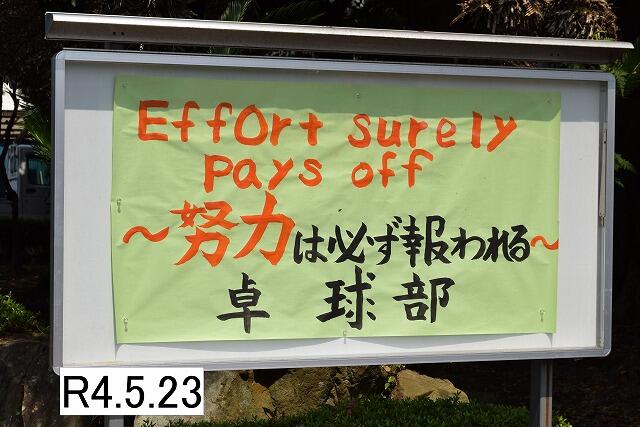 Effort surely
pays off
～努力は必ず報われる～
卓球部
R4.5.23